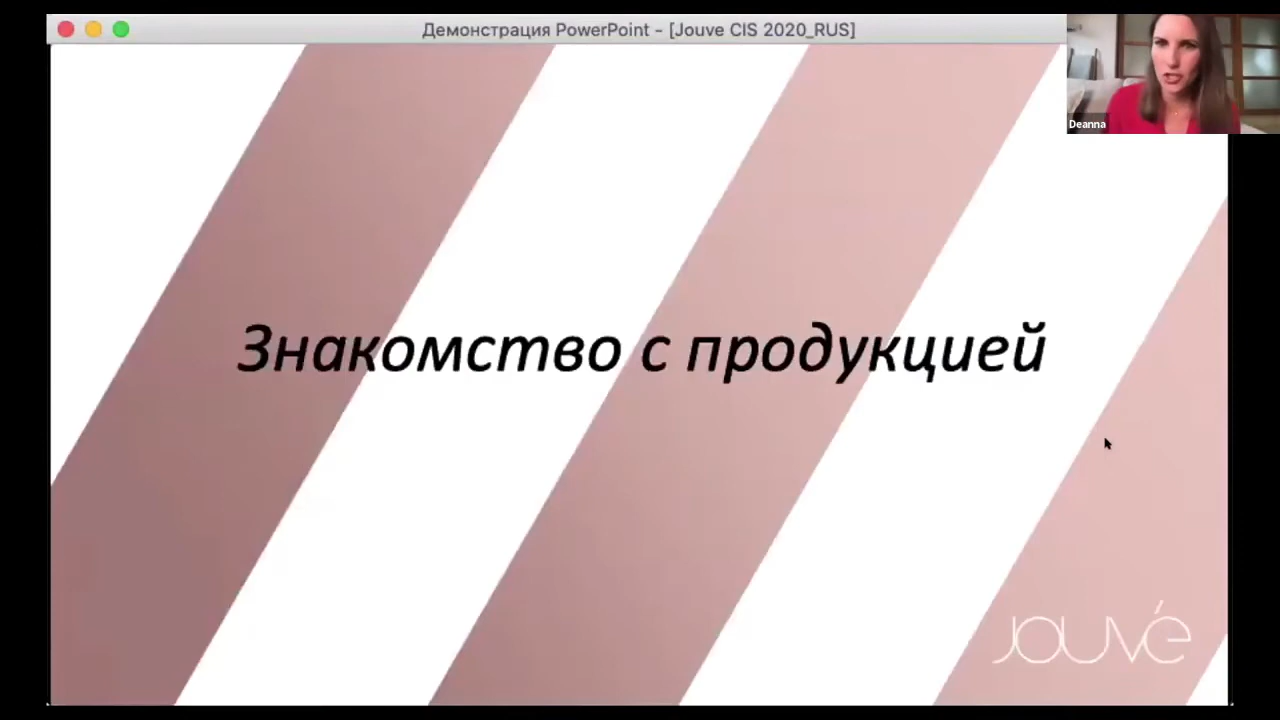 Демонстрация PowerPoint - [Jouve CIS 2020_RUS]
Deanna
Знакомство с продукцией
Jouvé